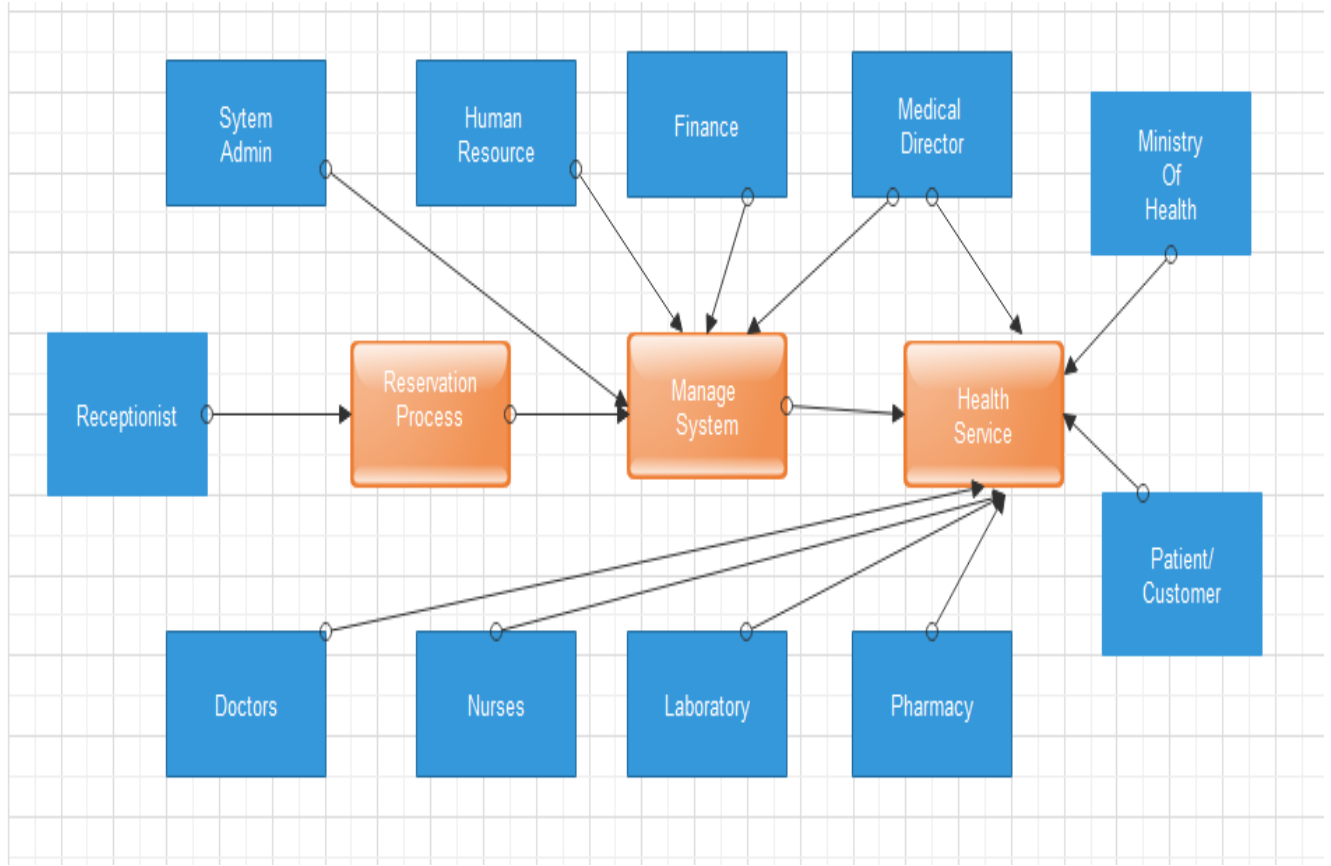 Sytem
Admin
Human
Resource
Finance
Medical
Director
Ministry
Of
Health
Receptionist
Reservation
Process
Manage
System
Health
Service
Patient/
Customer
Doctors
Nurses
Laboratory
Pharmacy